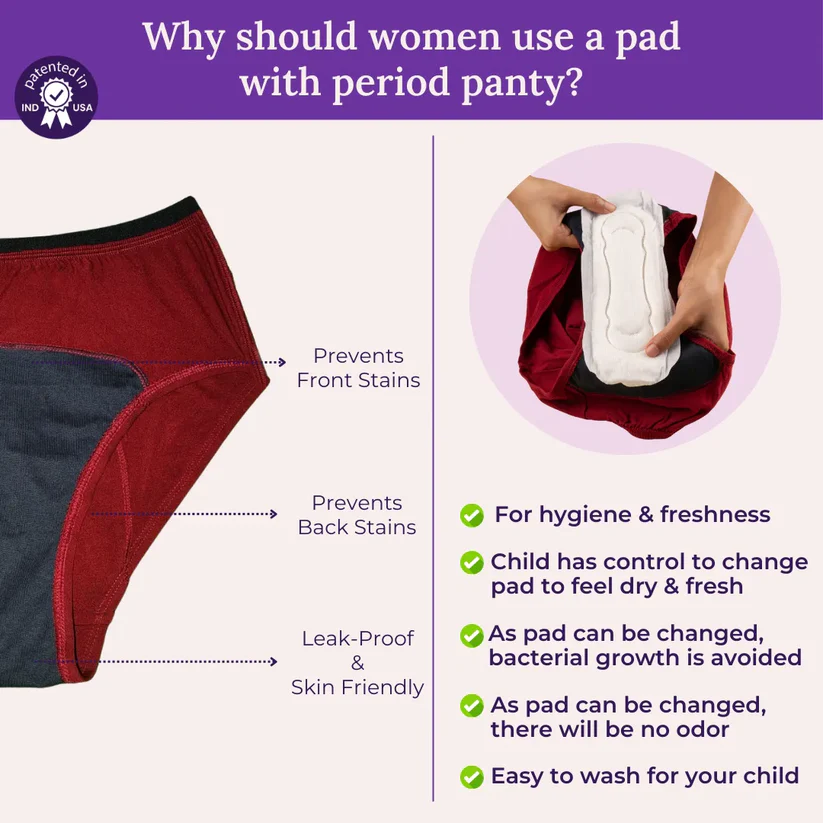 Why should women use a pad
with period panty?
patented in
IND
USA
Prevents
Front Stains
Prevents
Back Stains
Leak-Proof
&
Skin Friendly
For hygiene & freshness
Child has control to change
pad to feel dry & fresh
As pad can be changed,
bacterial growth is avoided
As pad can be changed,
there will be no odor
Easy to wash for your child